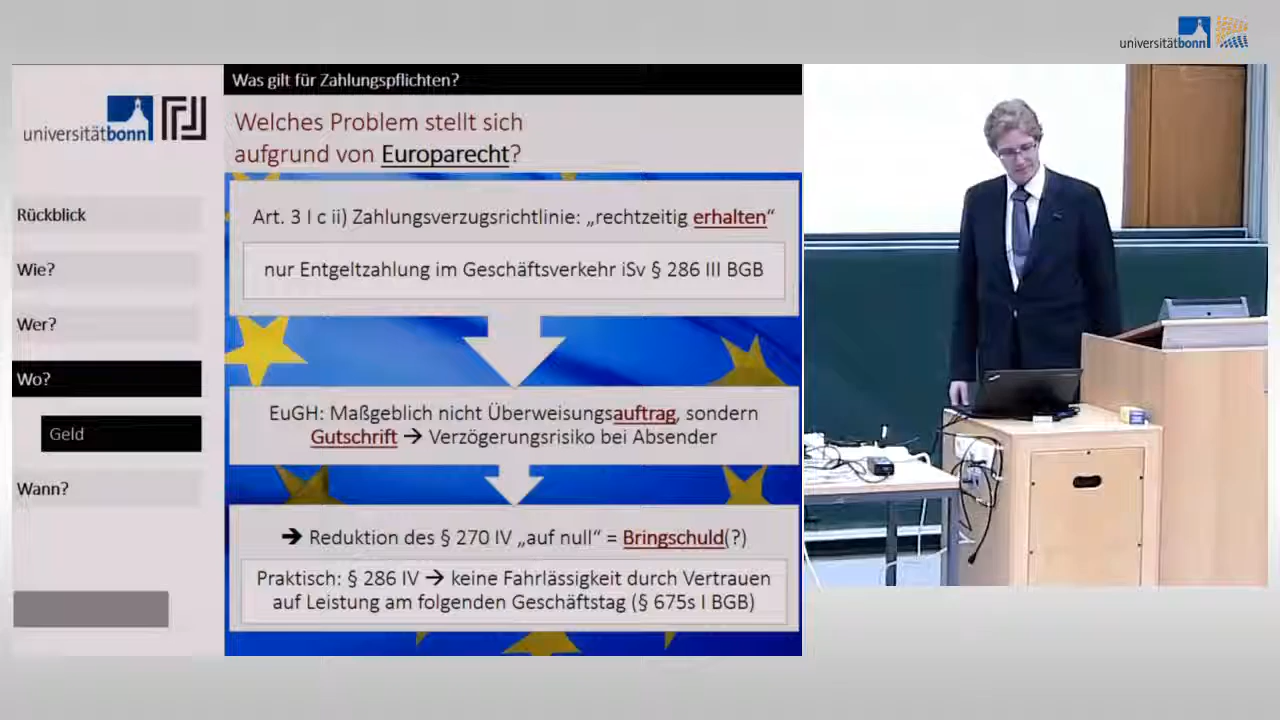 universitätbonn
Was gilt für Zahlungspflichten?
universitätbonn
Welches Problem stellt sich
aufgrund von Europarecht?
Rückblick
Wie?
Wer?
Wo?
Geld
Wann?
Art. 3 I c ii) Zahlungsverzugsrichtlinie: „rechtzeitig erhalten“
nur Entgeltzahlung im Geschäftsverkehr iSv § 286 III BGB
EuGH: Maßgeblich nicht Überweisungsauftrag, sondern
Gutschrift → Verzögerungsrisiko bei Absender
→ Reduktion des § 270 IV „auf null“ = Bringschuld(?)
Praktisch: § 286 IV → keine Fahrlässigkeit durch Vertrauen
auf Leistung am folgenden Geschäftstag (§ 675s I BGB)